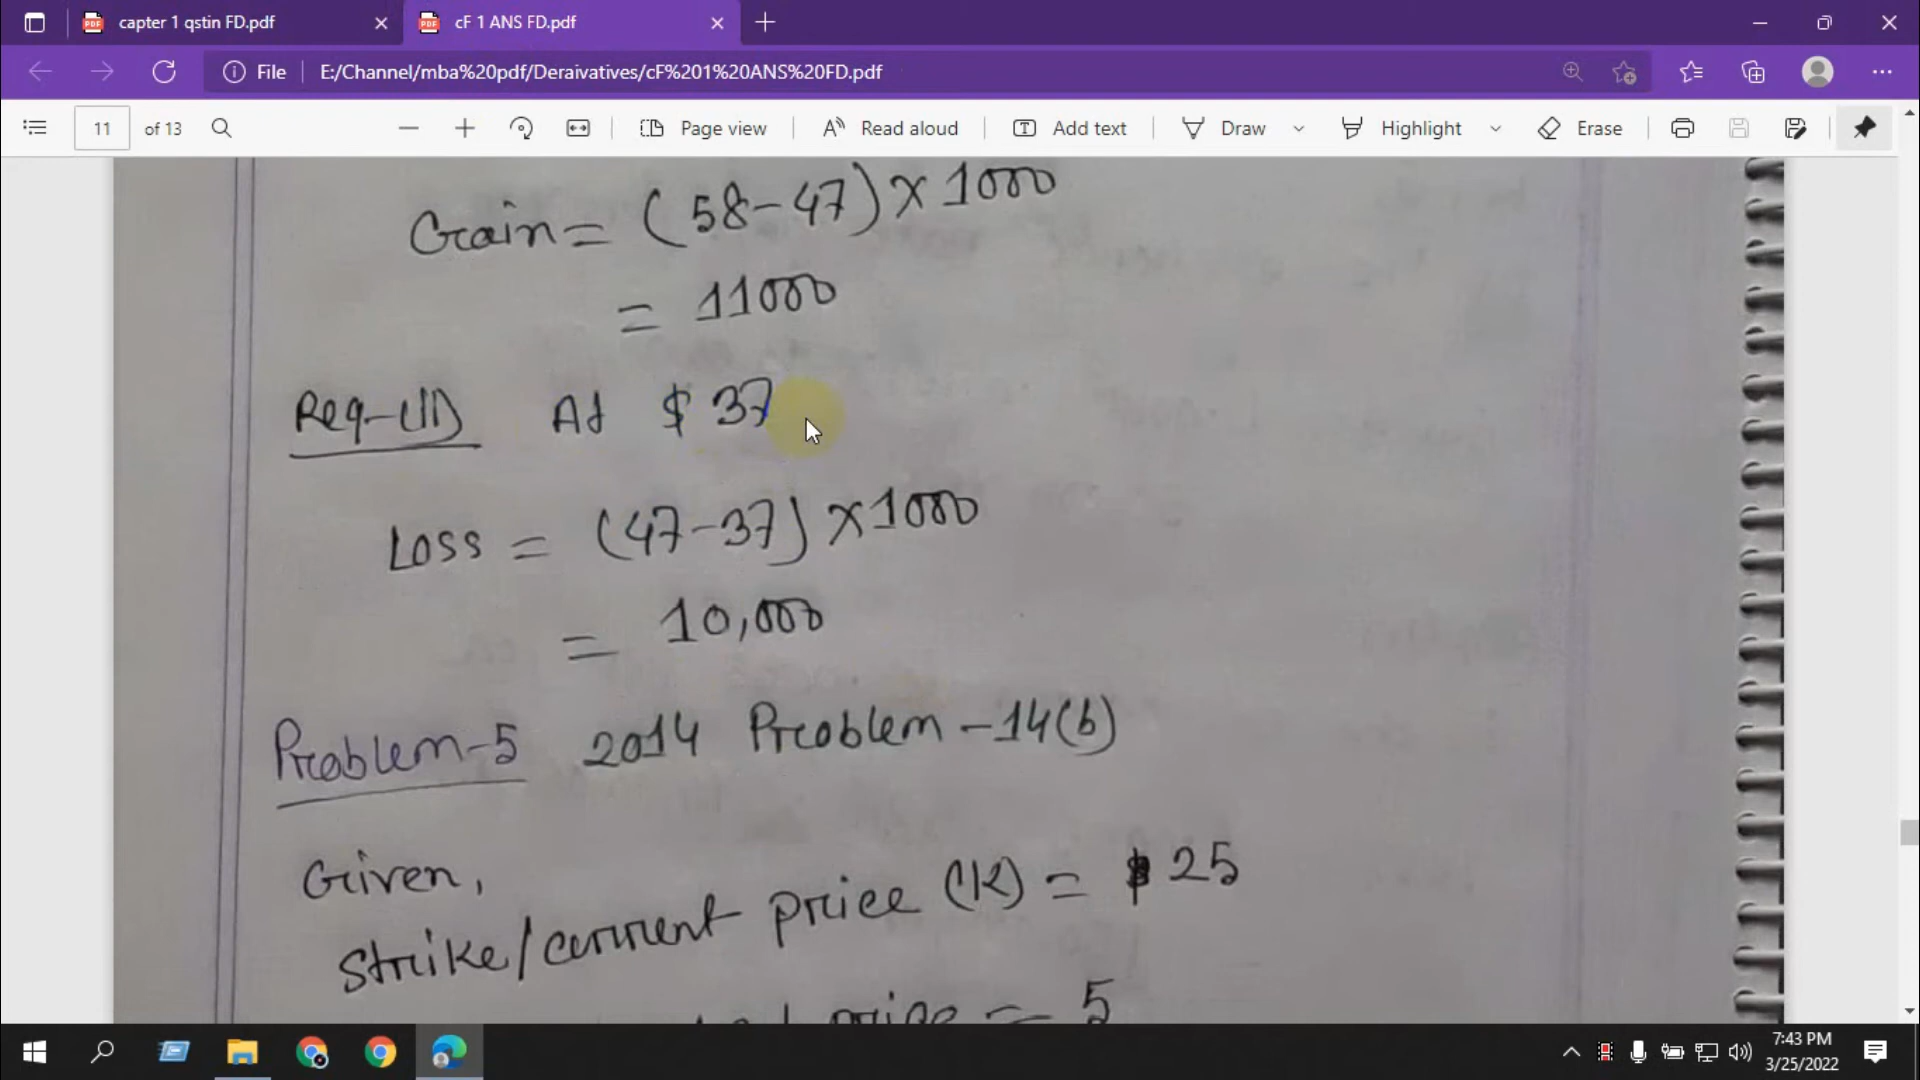 capter 1 qstin FD.pdf
cF 1 ANS FD.pdf
File
E:/Channel/mba%20pdf/Deraivatives/cF%201%20ANS%20FD.pdf
11 of 13
Page view
Read aloud
Add text
Draw
Highlight
Erase
Gain = (58-47) × 1000
= 11000
Req-(II) At $ 37
Loss = (47-37) × 1000
= 10,000
Problem-5 2014 Problem -14(b)
Given,
Strike/current price (K) = $ 25
price = 5
7:43 PM
3/25/2022